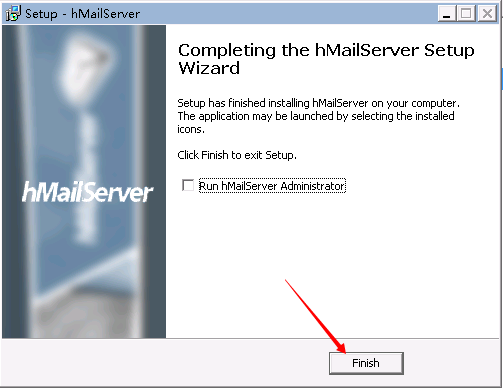 Setup - hMailServer
Completing the hMailServer Setup
Wizard
Setup has finished installing hMailServer on your computer.
The application may be launched by selecting the installed
icons.
Click Finish to exit Setup.
Run hMailServer Administrator
hMailServer
Finish